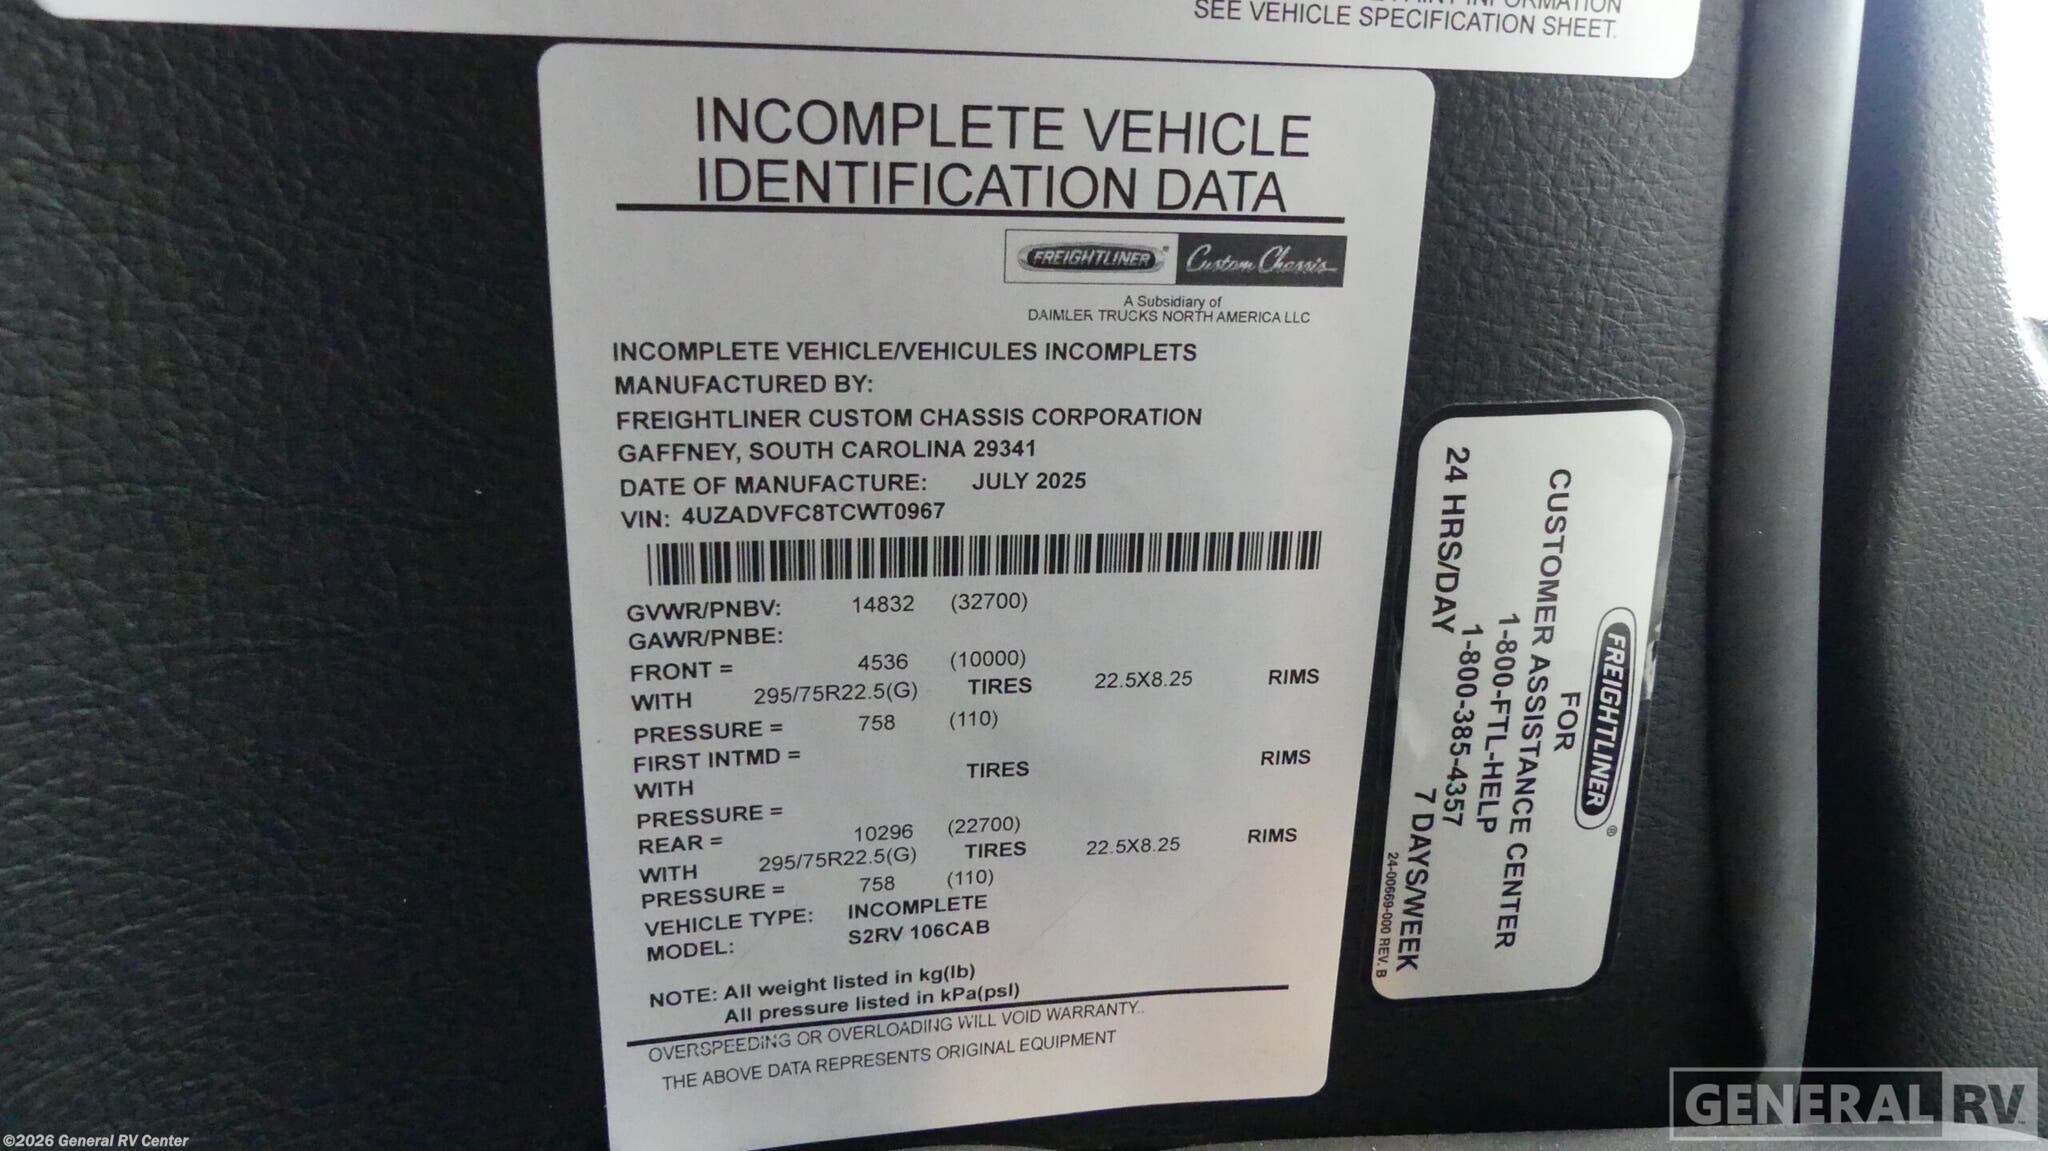 INFORMATION
SEE VEHICLE SPECIFICATION SHEET.
INCOMPLETE VEHICLE
IDENTIFICATION DATA
FREIGHTLINER® Custom Chassis
A Subsidiary of
DAIMLER TRUCKS NORTH AMERICA LLC
INCOMPLETE VEHICLE/VEHICULES INCOMPLETS
MANUFACTURED BY:
FREIGHTLINER CUSTOM CHASSIS CORPORATION
GAFFNEY, SOUTH CAROLINA 29341
DATE OF MANUFACTURE: JULY 2025
VIN: 4UZADVFC8TCWT0967
GVWR/PNBV: 14832 (32700)
GAWR/PNBE:
FRONT = 4536 (10000)
WITH 295/75R22.5(G) TIRES 22.5X8.25 RIMS
PRESSURE = 758 (110)
FIRST INTMD =
WITH TIRES RIMS
PRESSURE =
REAR = 10296 (22700)
WITH 295/75R22.5(G) TIRES 22.5X8.25 RIMS
PRESSURE = 758 (110)
VEHICLE TYPE: INCOMPLETE
MODEL: S2RV 106CAB
NOTE: All weight listed in kg(lb)
All pressure listed in kPa(psl)
OVERSPEEDING OR OVERLOADING WILL VOID WARRANTY..
THE ABOVE DATA REPRESENTS ORIGINAL EQUIPMENT
FREIGHTLINER®
FOR
CUSTOMER ASSISTANCE CENTER
1-800-FTL-HELP
1-800-385-4357
24 HRS/DAY 7 DAYS/WEEK
24-00669-000 REV. B
GENERAL RV
©2026 General RV Center